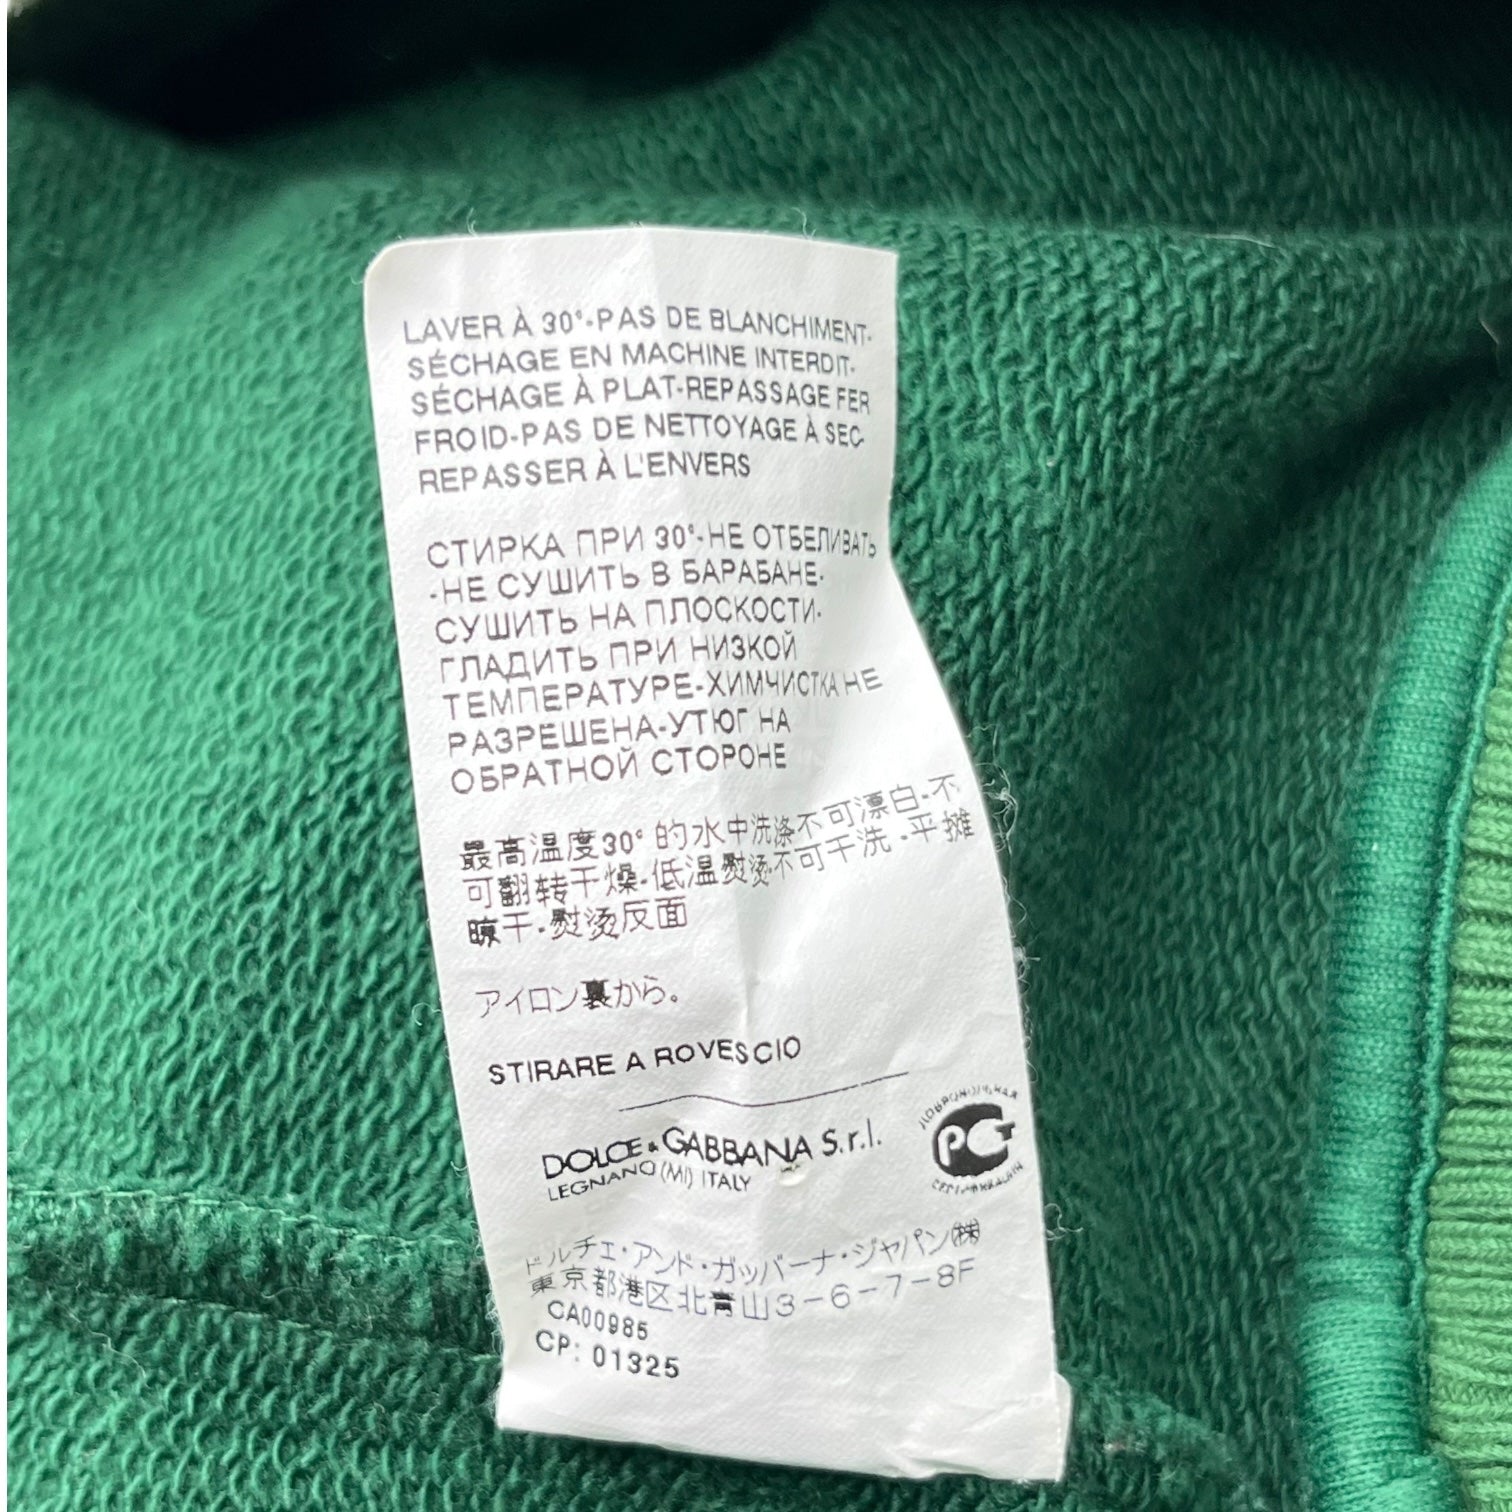 LAVER À 30°-PAS DE BLANCHIMENT-
SÉCHAGE EN MACHINE INTERDIT-
SÉCHAGE À PLAT-REPASSAGE FER
FROID-PAS DE NETTOYAGE À SEC-
REPASSER À L'ENVERS
СТИРКА ПРИ 30°-НЕ ОТБЕЛИВАТЬ
-НЕ СУШИТЬ В БАРАБАНЕ-
СУШИТЬ НА ПЛОСКОСТИ-
ГЛАДИТЬ ПРИ НИЗКОЙ
ТЕМПЕРАТУРЕ-ХИМЧИСТКА НЕ
РАЗРЕШЕНА-УТЮГ НА
ОБРАТНОЙ СТОРОНЕ
最高温度30° 的水中洗涤不可漂白-不
可翻转干燥-低温熨烫不可干洗-平摊
晾干-熨烫反面
アイロン裏から。
STIRARE A ROVESCIO
DOLCE & GABBANA S.r.l.
LEGNANO (MI) ITALY
ДОБРОВОЛЬНАЯ
РСТ
СЕРТИФИКАЦИЯ
ドルチェ・アンド・ガッバーナ・ジャパン㈱
東京都港区北青山3-6-7-8F
CA00985
CP: 01325